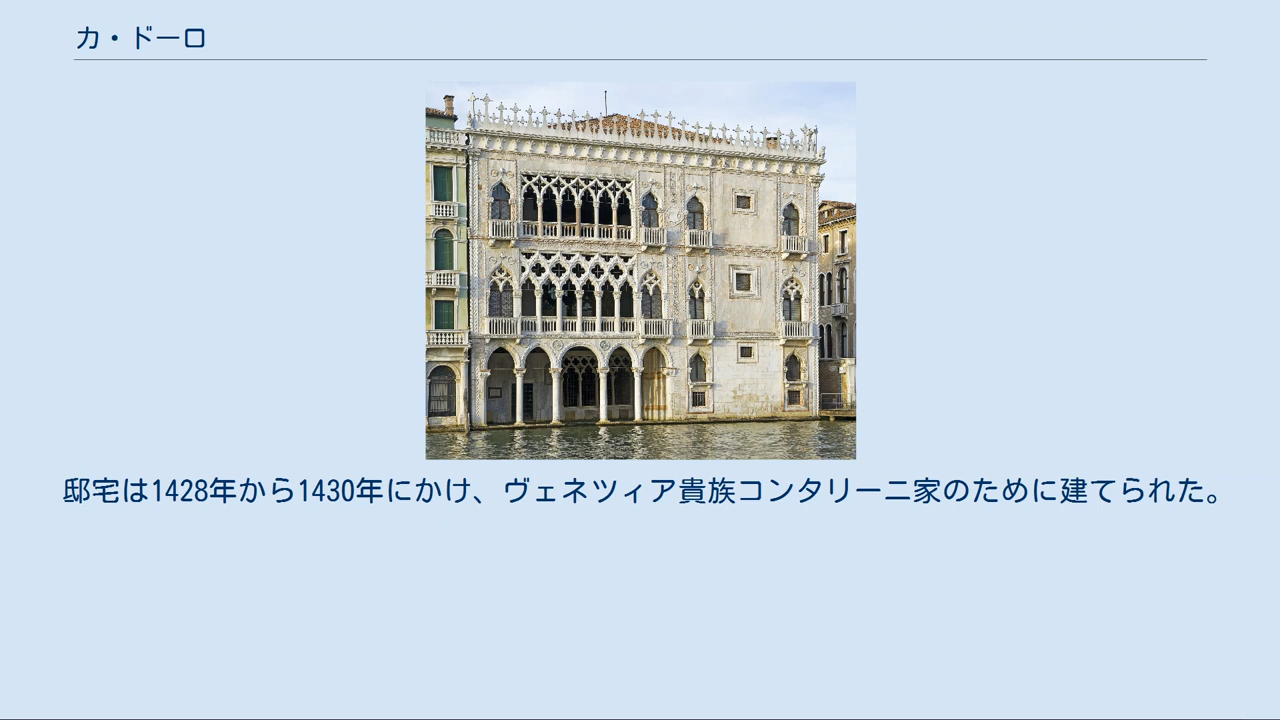 カ・ドーロ
邸宅は1428年から1430年にかけ、ヴェネツィア貴族コンタリーニ家のために建てられた。